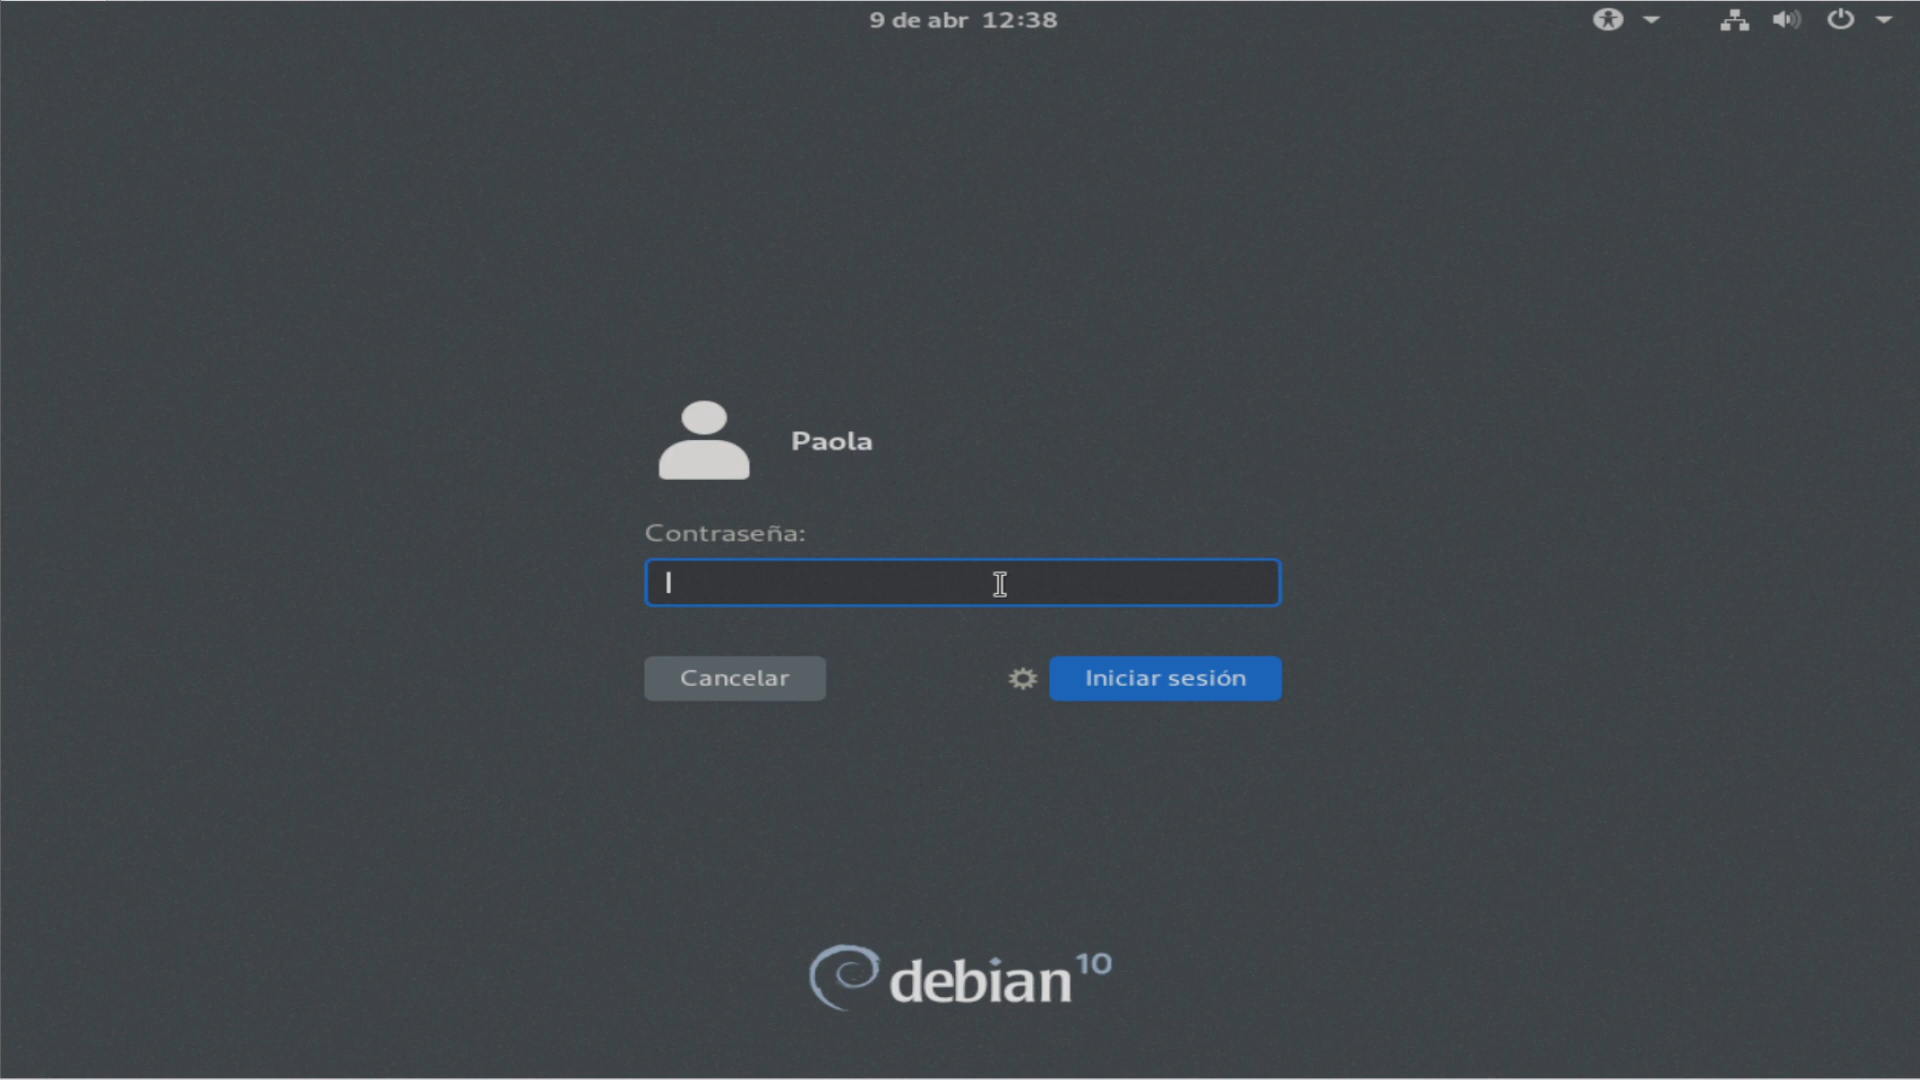 9 de abr 12:38
Paola
Contraseña:
Cancelar
Iniciar sesión
debian 10